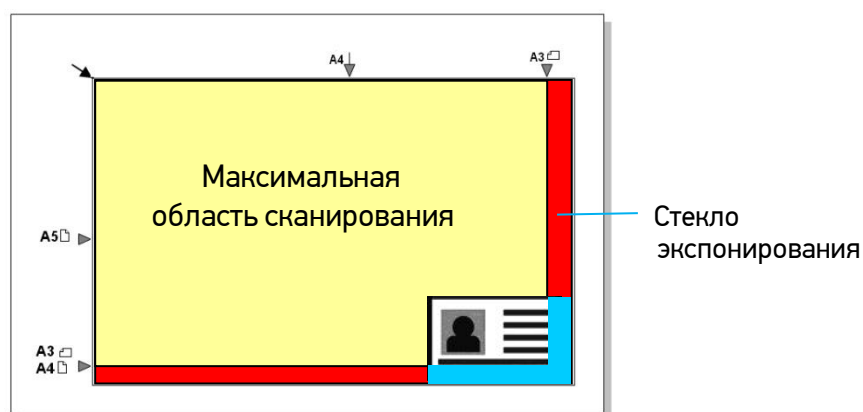 A4
A3
Максимальная
область сканирования
A5
Стекло
экспонирования
A3
A4